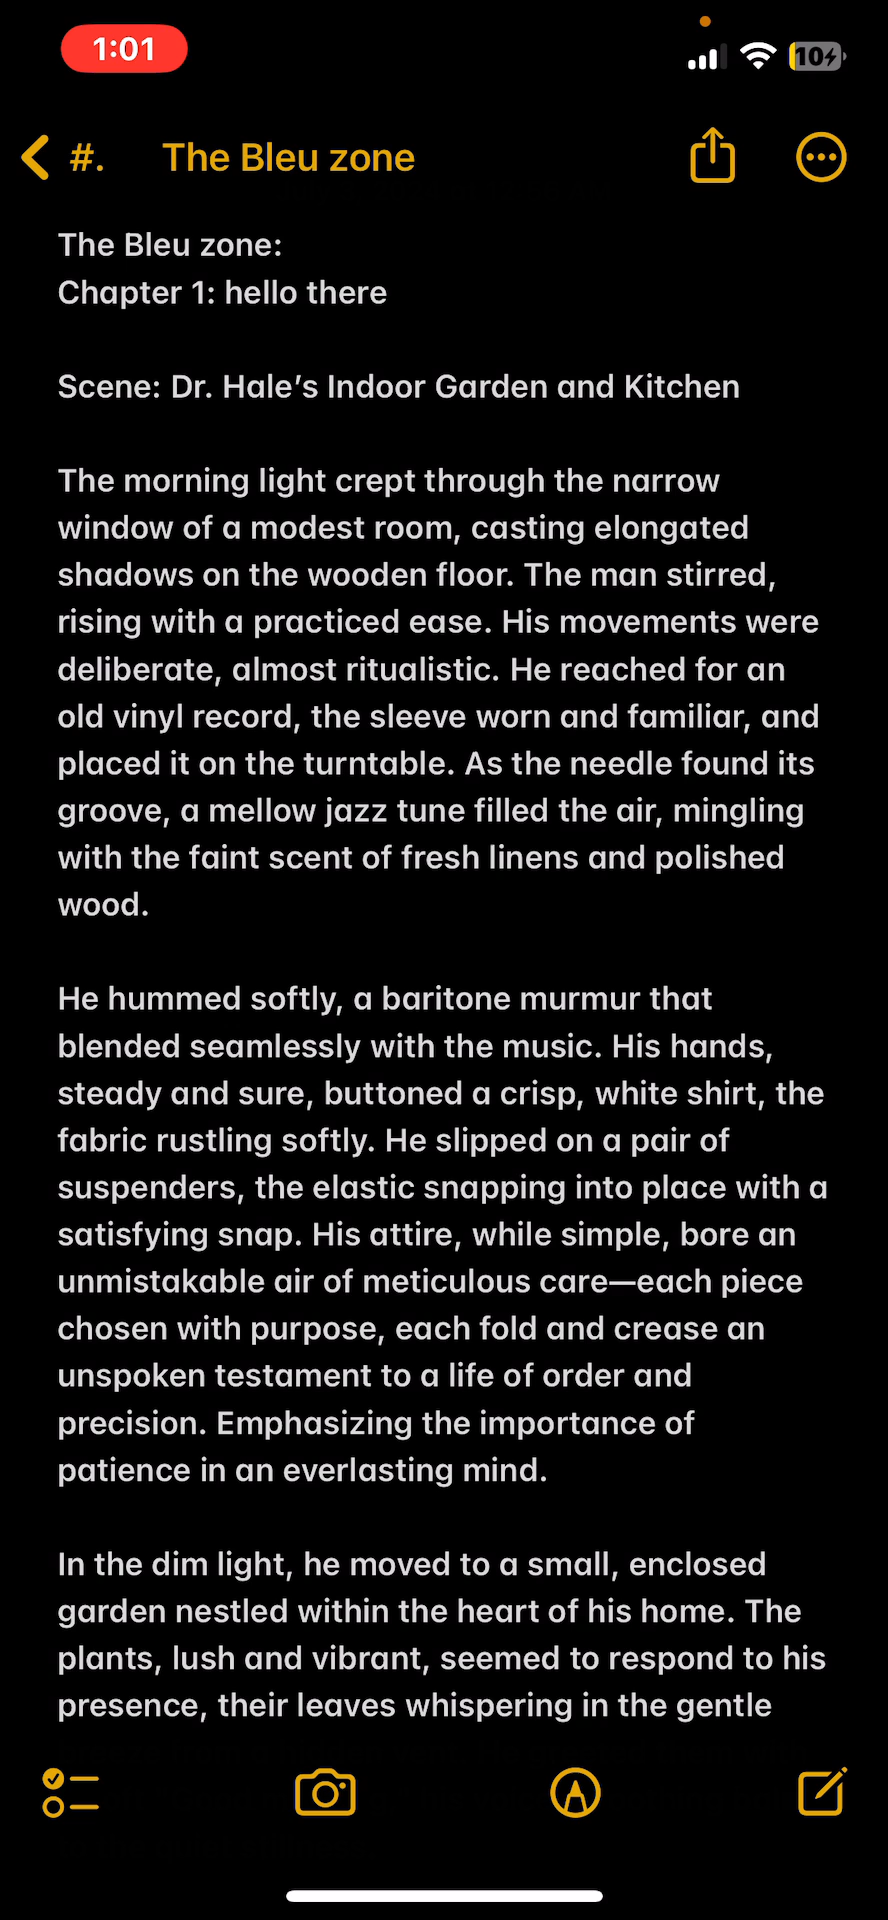 1:01
10
#. The Bleu zone
The Bleu zone:
Chapter 1: hello there
Scene: Dr. Hale’s Indoor Garden and Kitchen
The morning light crept through the narrow
window of a modest room, casting elongated
shadows on the wooden floor. The man stirred,
rising with a practiced ease. His movements were
deliberate, almost ritualistic. He reached for an
old vinyl record, the sleeve worn and familiar, and
placed it on the turntable. As the needle found its
groove, a mellow jazz tune filled the air, mingling
with the faint scent of fresh linens and polished
wood.
He hummed softly, a baritone murmur that
blended seamlessly with the music. His hands,
steady and sure, buttoned a crisp, white shirt, the
fabric rustling softly. He slipped on a pair of
suspenders, the elastic snapping into place with a
satisfying snap. His attire, while simple, bore an
unmistakable air of meticulous care—each piece
chosen with purpose, each fold and crease an
unspoken testament to a life of order and
precision. Emphasizing the importance of
patience in an everlasting mind.
In the dim light, he moved to a small, enclosed
garden nestled within the heart of his home. The
plants, lush and vibrant, seemed to respond to his
presence, their leaves whispering in the gentle